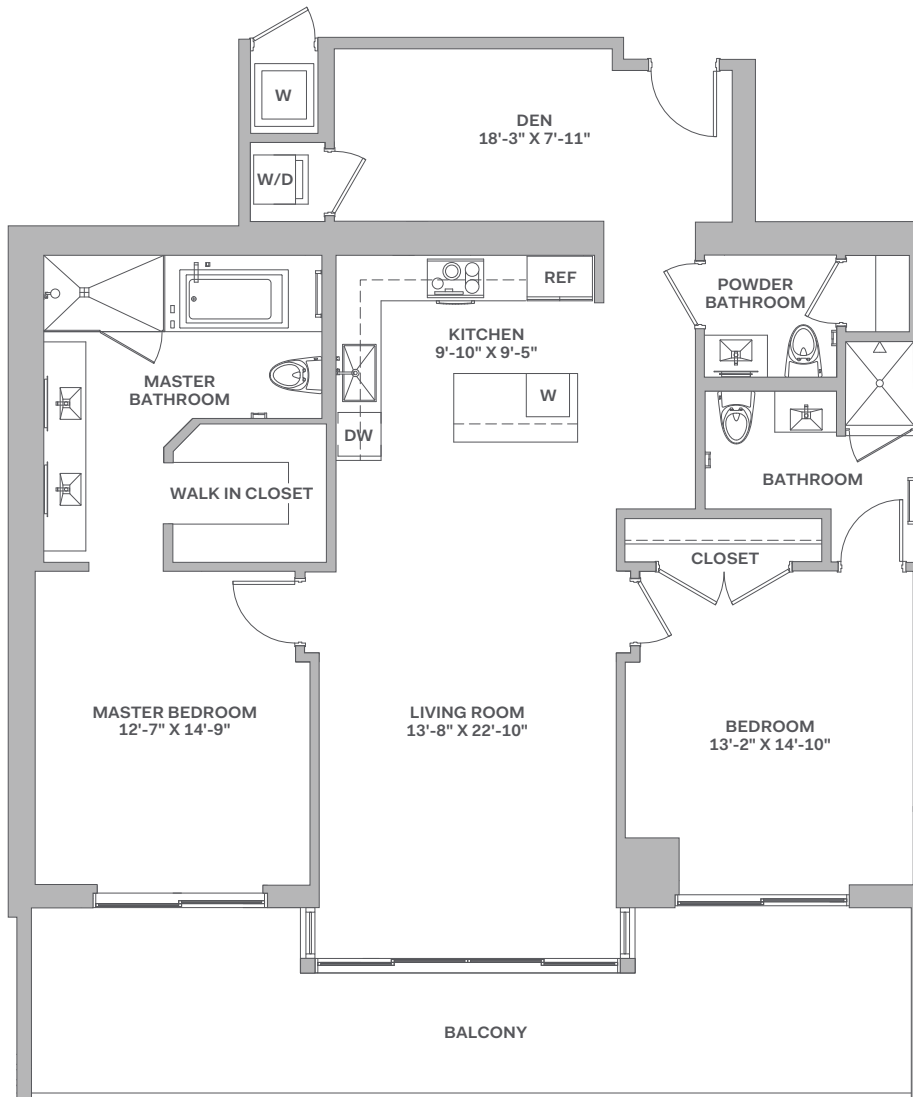 W
DEN
18'-3" X 7'-11"
W/D
REF
POWDER
BATHROOM
KITCHEN
9'-10" X 9'-5"
MASTER
BATHROOM
W
DW
BATHROOM
WALK IN CLOSET
CLOSET
MASTER BEDROOM
12'-7" X 14'-9"
LIVING ROOM
13'-8" X 22'-10"
BEDROOM
13'-2" X 14'-10"
BALCONY